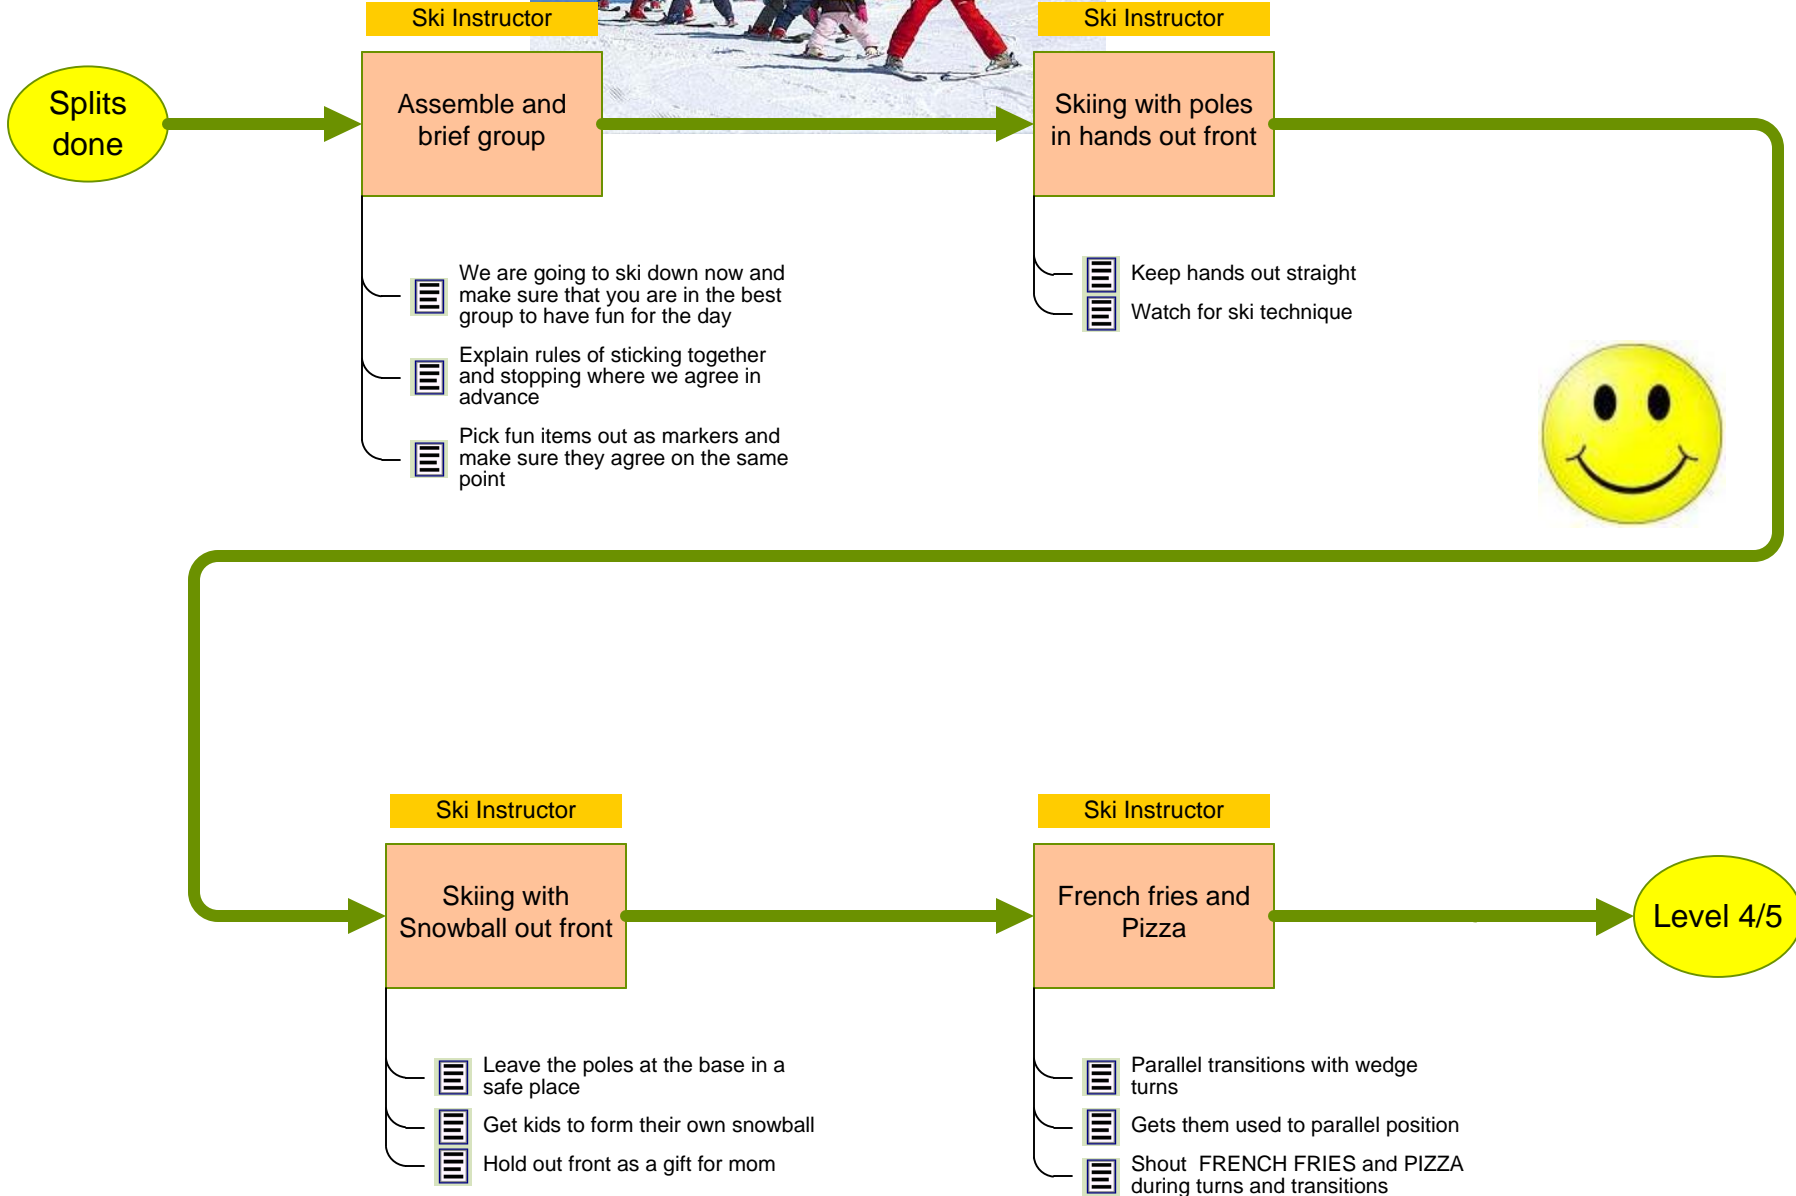 Ski Instructor
Ski Instructor
Splits
done
Assemble and
brief group
Skiing with poles
in hands out front
We are going to ski down now and
make sure that you are in the best
group to have fun for the day
Explain rules of sticking together
and stopping where we agree in
advance
Pick fun items out as markers and
make sure they agree on the same
point
Keep hands out straight
Watch for ski technique
Ski Instructor
Ski Instructor
Skiing with
Snowball out front
French fries and
Pizza
Level 4/5
Leave the poles at the base in a
safe place
Get kids to form their own snowball
Hold out front as a gift for mom
Parallel transitions with wedge
turns
Gets them used to parallel position
Shout  FRENCH FRIES and PIZZA
during turns and transitions